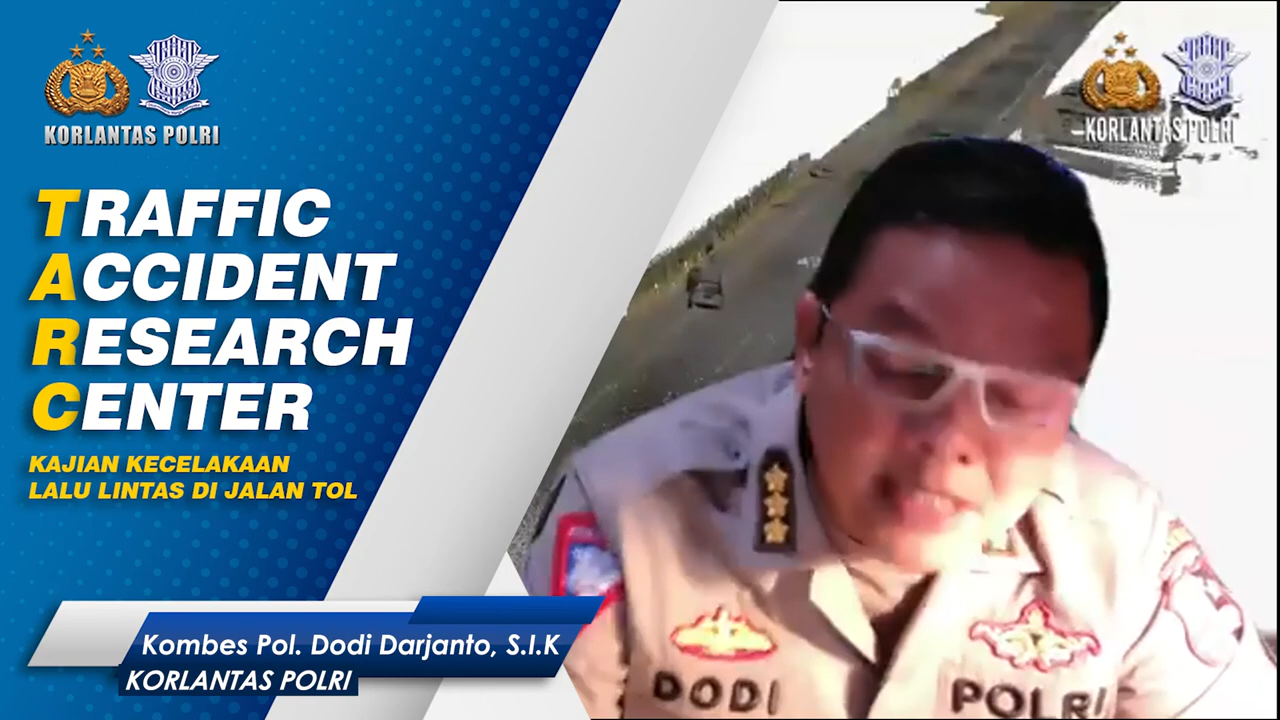 KORLANTAS POLRI
TRAFFIC
ACCIDENT
RESEARCH
CENTER
KAJIAN KECELAKAAN
LALU LINTAS DI JALAN TOL
Kombes Pol. Dodi Darjanto, S.I.K
KORLANTAS POLRI
KORLANTAS POLRI
DODI
POLRI